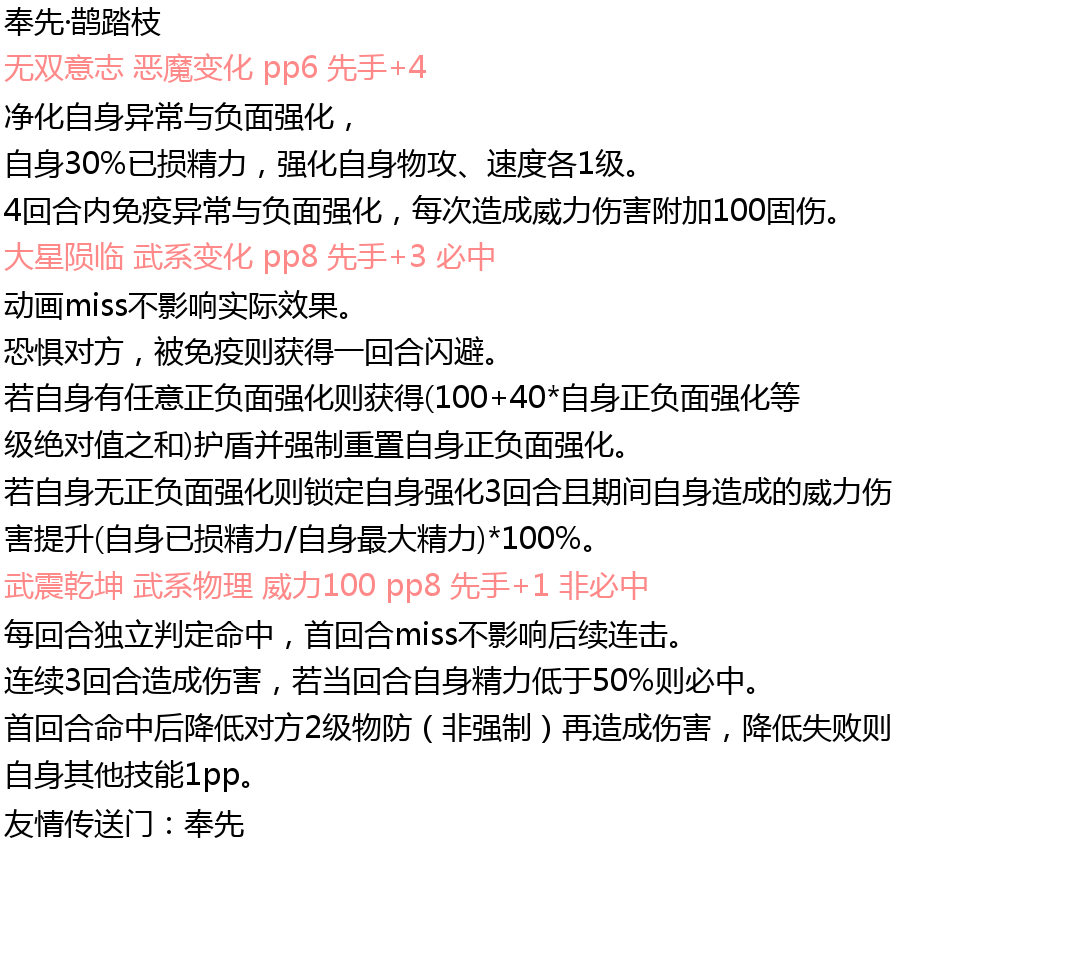 奉先·鹊踏枝
无双意志 恶魔变化 pp6 先手+4
净化自身异常与负面强化，
自身30%已损精力，强化自身物攻、速度各1级。
4回合内免疫异常与负面强化，每次造成威力伤害附加100固伤。
大星陨临 武系变化 pp8 先手+3 必中
动画miss不影响实际效果。
恐惧对方，被免疫则获得一回合闪避。
若自身有任意正负面强化则获得(100+40*自身正负面强化等
级绝对值之和)护盾并强制重置自身正负面强化。
若自身无正负面强化则锁定自身强化3回合且期间自身造成的威力伤
害提升(自身已损精力/自身最大精力)*100%。
武震乾坤 武系物理 威力100 pp8 先手+1 非必中
每回合独立判定命中，首回合miss不影响后续连击。
连续3回合造成伤害，若当回合自身精力低于50%则必中。
首回合命中后降低对方2级物防（非强制）再造成伤害，降低失败则
自身其他技能1pp。
友情传送门：奉先